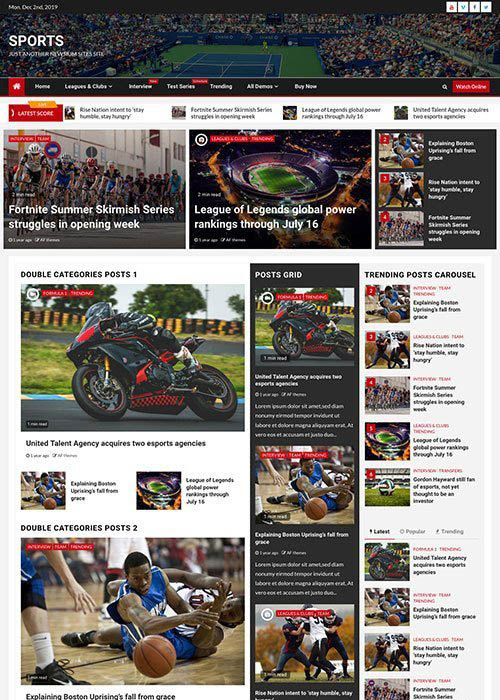 Mon. Dec 2nd, 2019
SPORTS
JUST ANOTHER NEWSIUM SITES SITE
Home
Leagues & Clubs
Interview
New
Test Series
Schedule
Trending
All Demos
Buy Now
Watch Online
LIVE
LATEST SCORE
Rise Nation intent to 'stay
humble, stay hungry'
Fortnite Summer Skirmish Series
struggles in opening week
League of Legends global power
rankings through July 16
United Talent Agency acquires
two esports agencies
INTERVIEW TEAM
2 min read
Fortnite Summer Skirmish Series
struggles in opening week
1 year ago AF themes
LEAGUES & CLUBS TRENDING
2 min read
League of Legends global power
rankings through July 16
1 year ago AF themes
2
Explaining Boston
Uprising's fall from
grace
3
Rise Nation intent to
'stay humble, stay
hungry'
4
Fortnite Summer
Skirmish Series
struggles in opening
week
DOUBLE CATEGORIES POSTS 1
FORMULA 1 TRENDING
1 min read
United Talent Agency acquires two esports agencies
1 year ago AF themes
Explaining Boston
Uprising's fall from
grace
League of Legends
global power
rankings through
July 16
DOUBLE CATEGORIES POSTS 2
INTERVIEW TEAM TRENDING
1 min read
Explaining Boston Uprising's fall from grace
POSTS GRID
FORMULA 1 TRENDING
1 min read
United Talent Agency acquires two
esports agencies
1 year ago AF themes
Lorem ipsum dolor sit amet,sed diam
nonumy eirmod tempor invidunt ut
labore et dolore magna aliquyam erat, At
vero eos et accusam et justo duo...
INTERVIEW TEAM TRENDING
1 min read
Explaining Boston Uprising's fall from
grace
1 year ago AF themes
Lorem ipsum dolor sit amet,sed diam
nonumy eirmod tempor invidunt ut
labore et dolore magna aliquyam erat, At
vero eos et accusam et justo duo...
LEAGUES & CLUBS TEAM
1 min read
Rise Nation intent to 'stay humble, stay
TRENDING POSTS CAROUSEL
2
INTERVIEW TEAM
TRENDING
Explaining Boston
Uprising's fall from
grace
3
LEAGUES & CLUBS TEAM
Rise Nation intent to
'stay humble, stay
hungry'
4
INTERVIEW TEAM
Fortnite Summer
Skirmish Series
struggles in opening
week
5
LEAGUES & CLUBS
TRENDING
League of Legends
global power rankings
through July 16
6
INTERVIEW TRANSFERS
Gordon Hayward still fan
of esports, not yet
thought to be an
investor
Latest
Popular
Trending
FORMULA 1 TRENDING
United Talent Agency
acquires two esports
agencies
INTERVIEW TEAM
TRENDING
Explaining Boston
Uprising's fall from grace
LEAGUES & CLUBS TEAM
Rise Nation intent to
'stay humble, stay
hungry'
INTERVIEW TEAM
Fortnite Summer
Skirmish Series